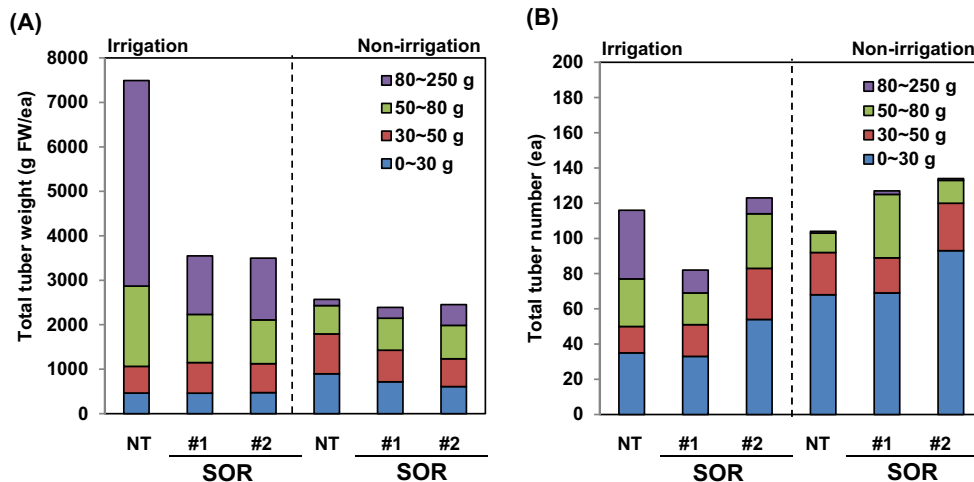 (A)
Irrigation
Non-irrigation
Total tuber weight (g FW/ea)
8000
7000
6000
5000
4000
3000
2000
1000
0
80~250 g
50~80 g
30~50 g
0~30 g
NT #1 #2 NT #1 #2
SOR SOR
(B)
Irrigation
Non-irrigation
Total tuber number (ea)
200
180
160
140
120
100
80
60
40
20
0
80~250 g
50~80 g
30~50 g
0~30 g
NT #1 #2 NT #1 #2
SOR SOR